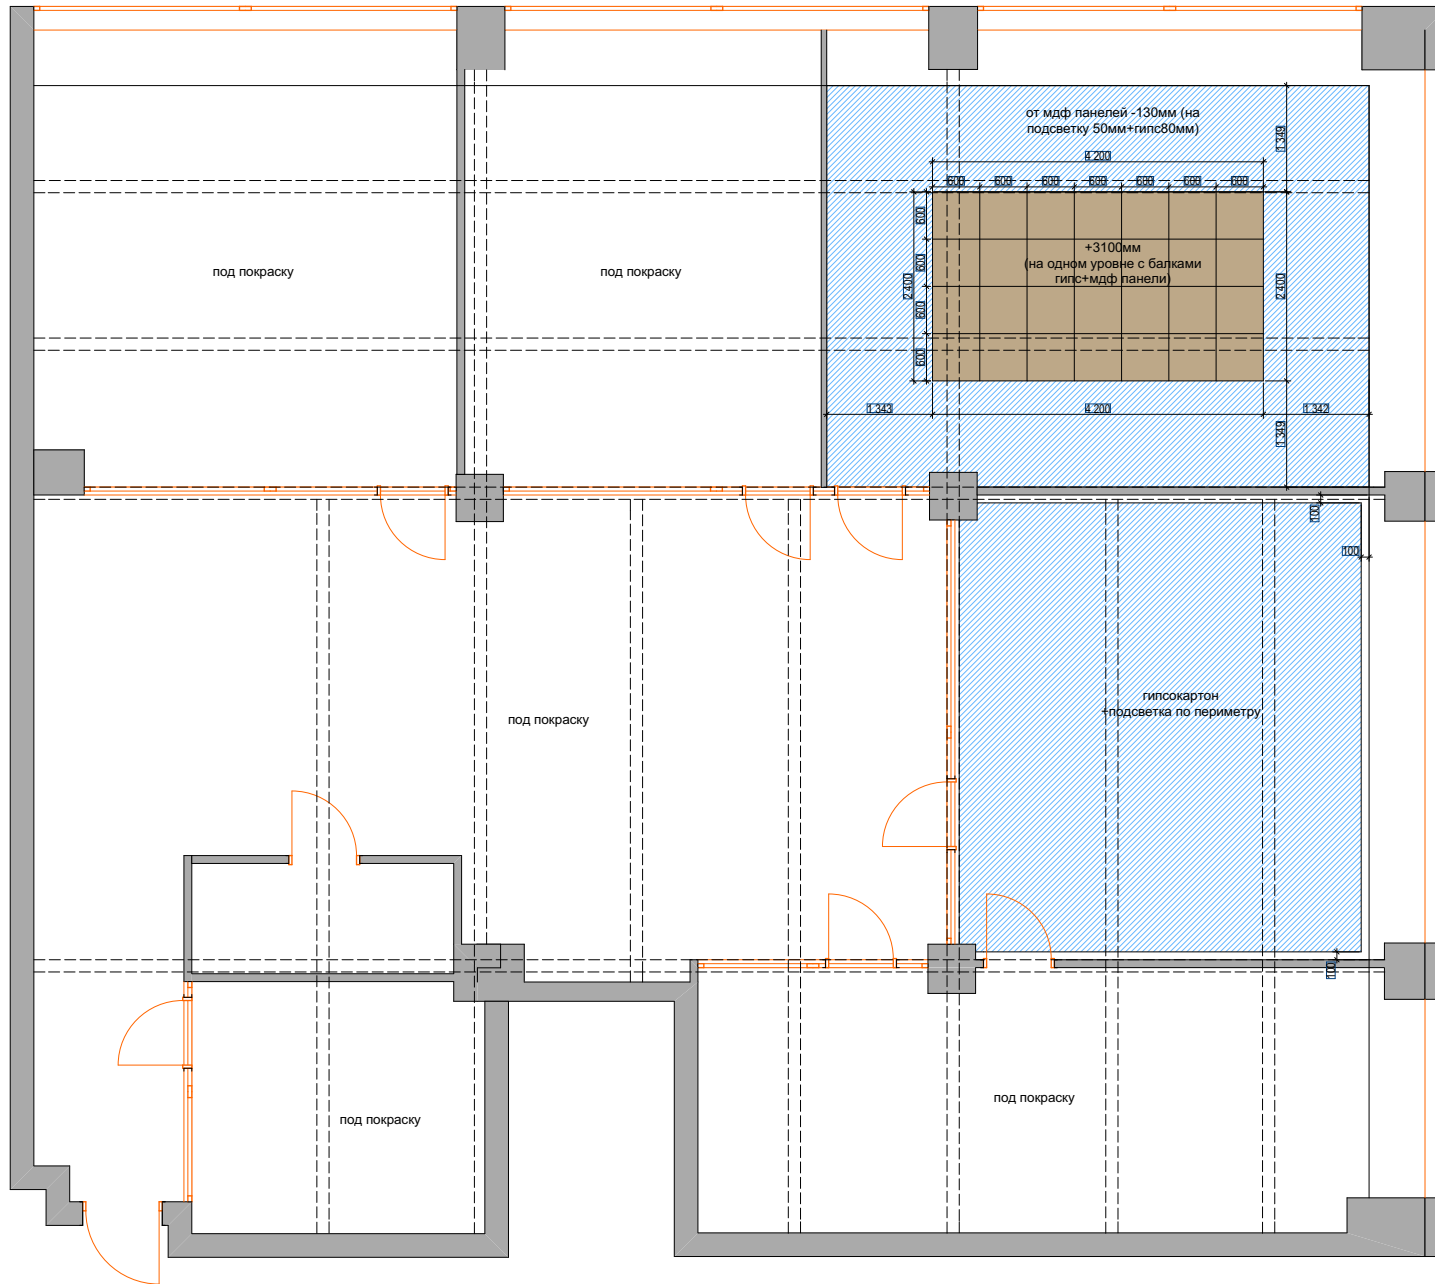 от мдф панелей -130мм (на
подсветку 50мм+гипс80мм)
1 349
4 200
600 600 600 600 600 600 600
600
600
600
600
2 400
+3100мм
(на одном уровне с балками
гипс+мдф панели)
2 400
под покраску
под покраску
1 343
4 200
1 342
1 349
100
100
гипсокартон
+подсветка по периметру
под покраску
100
под покраску
под покраску